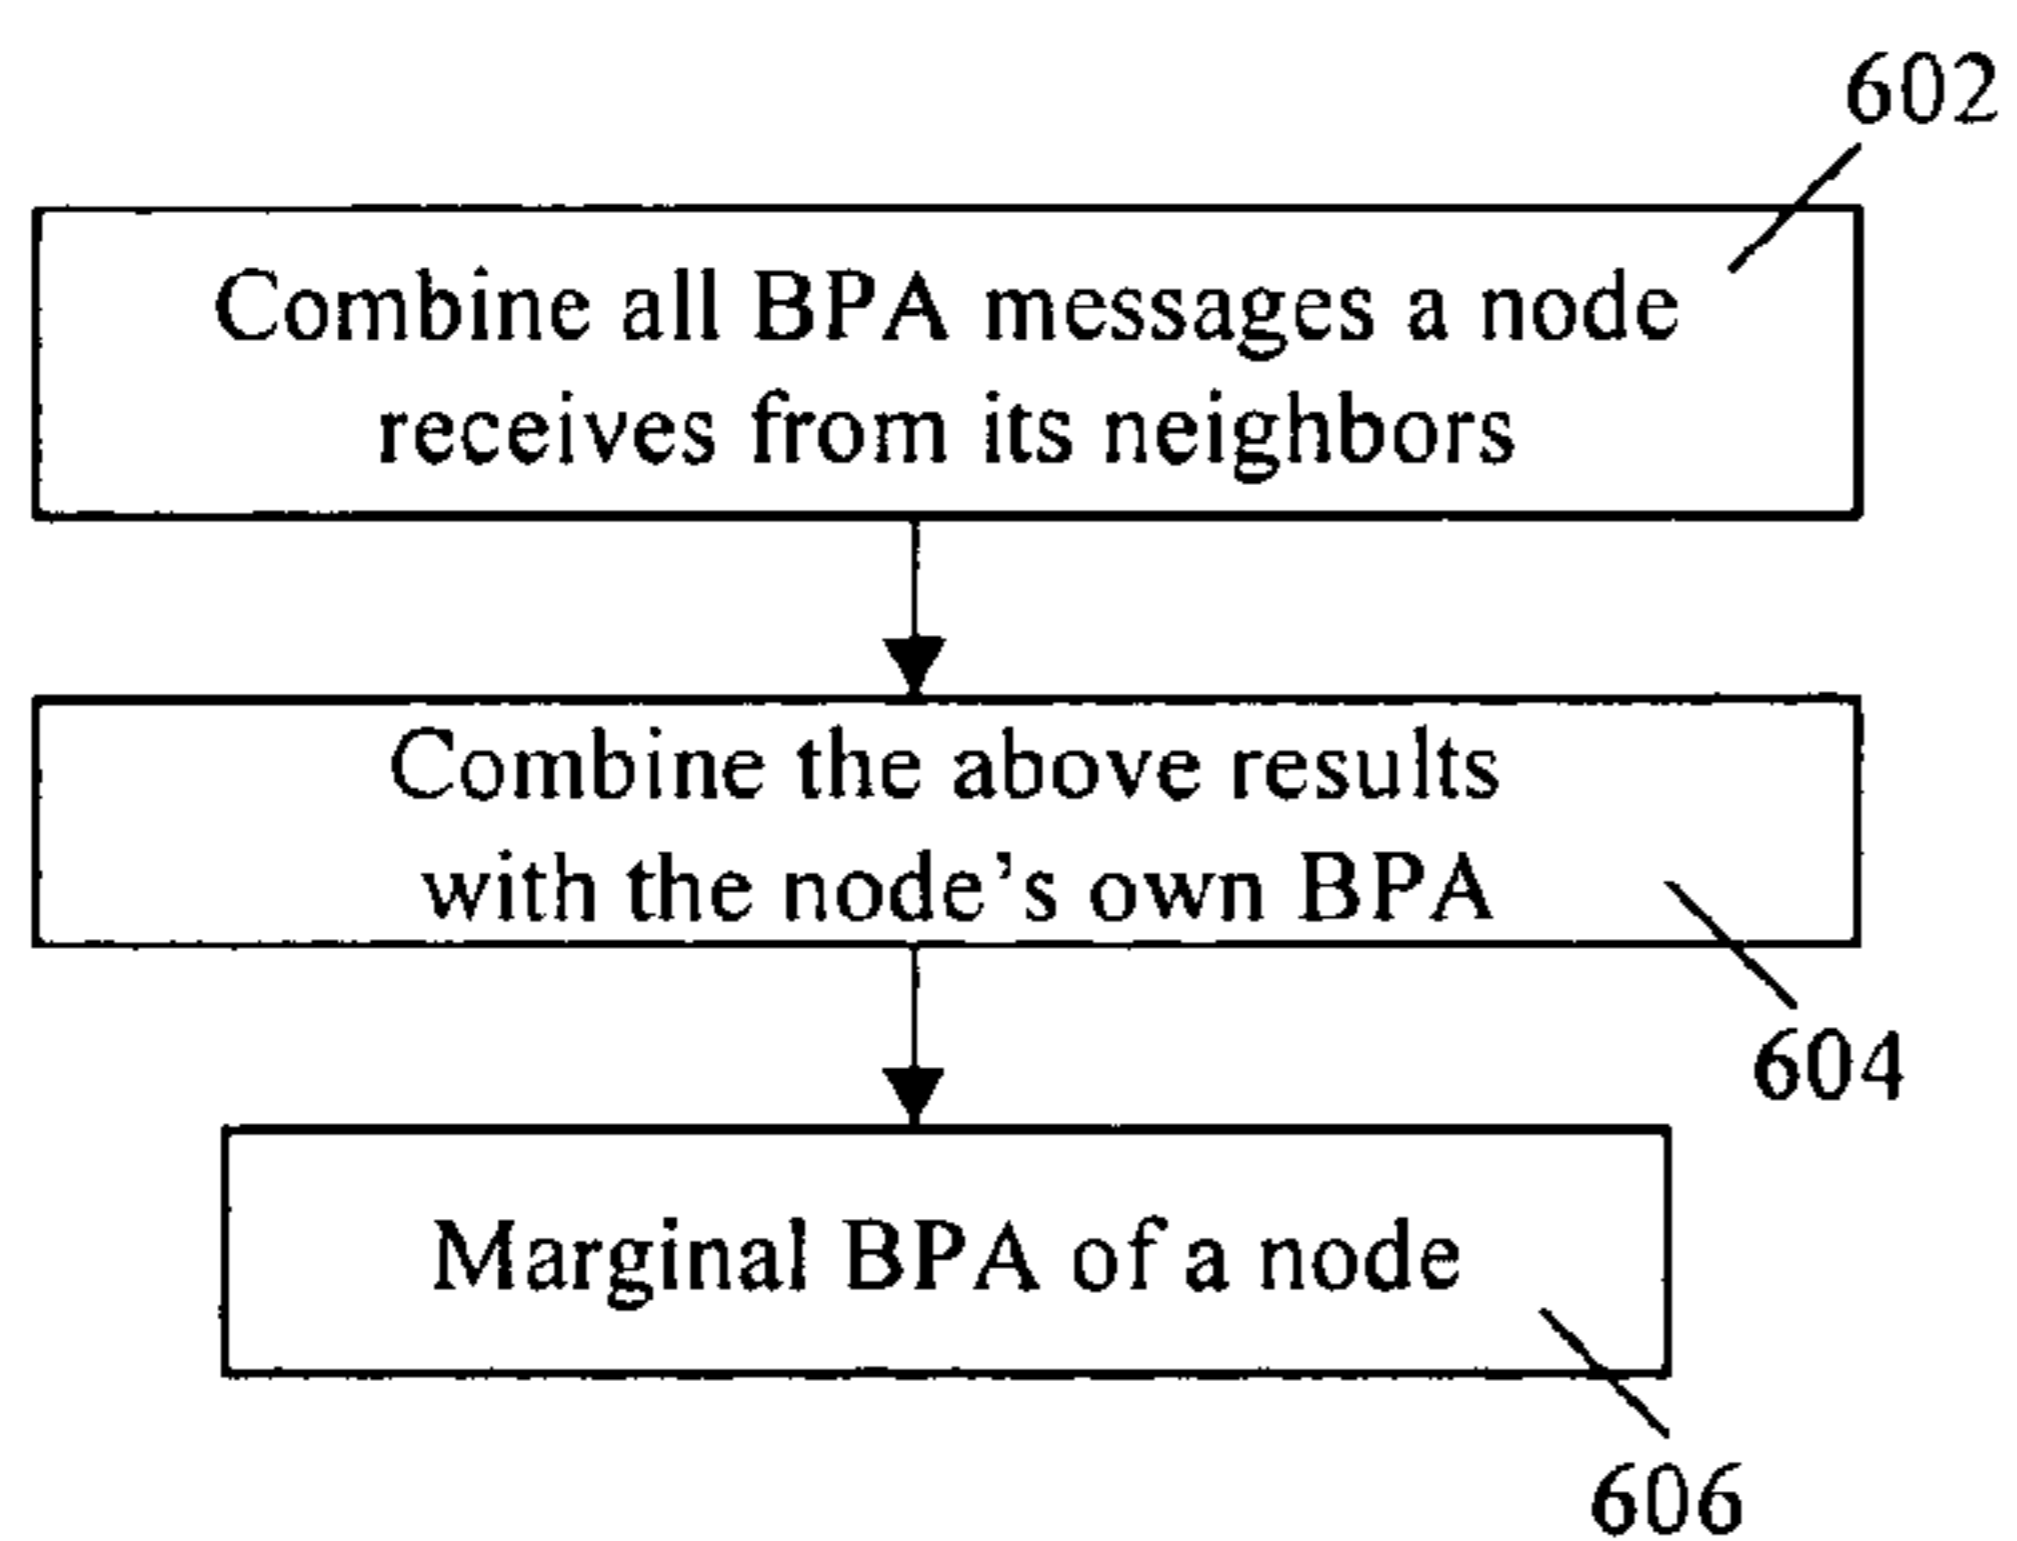 602
Combine all BPA messages a node
receives from its neighbors
Combine the above results
with the node's own BPA
604
Marginal BPA of a node
606